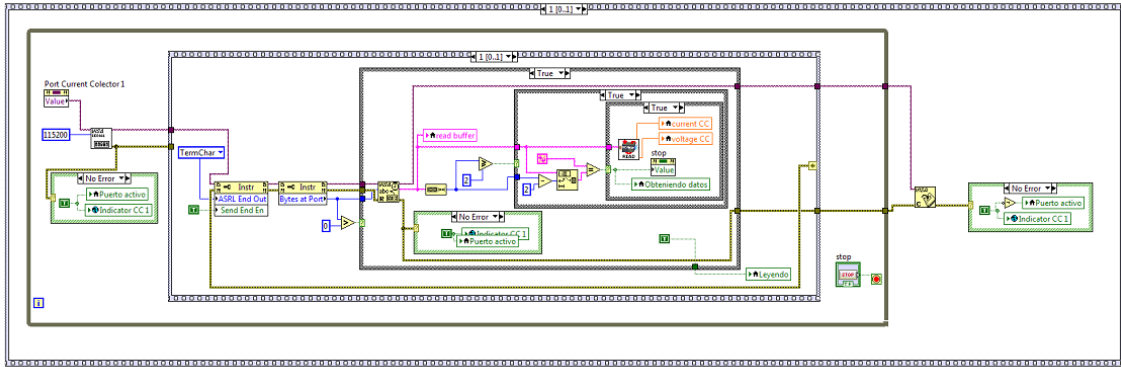 1 [0..1]
1 [0..1]
True
Port Current Colector 1
Value
True
True
current CC
115200
read buffer
voltage CC
TermChar
stop
READ
Value
No Error
Instr
Instr
2
2
Obteniendo datos
No Error
Puerto activo
ASRL End Out
Bytes at Port
No Error
Puerto activo
Indicator CC 1
Send End En
0
Indicator CC 1
Puerto activo
Indicator CC 1
stop
Leyendo
STOP
i